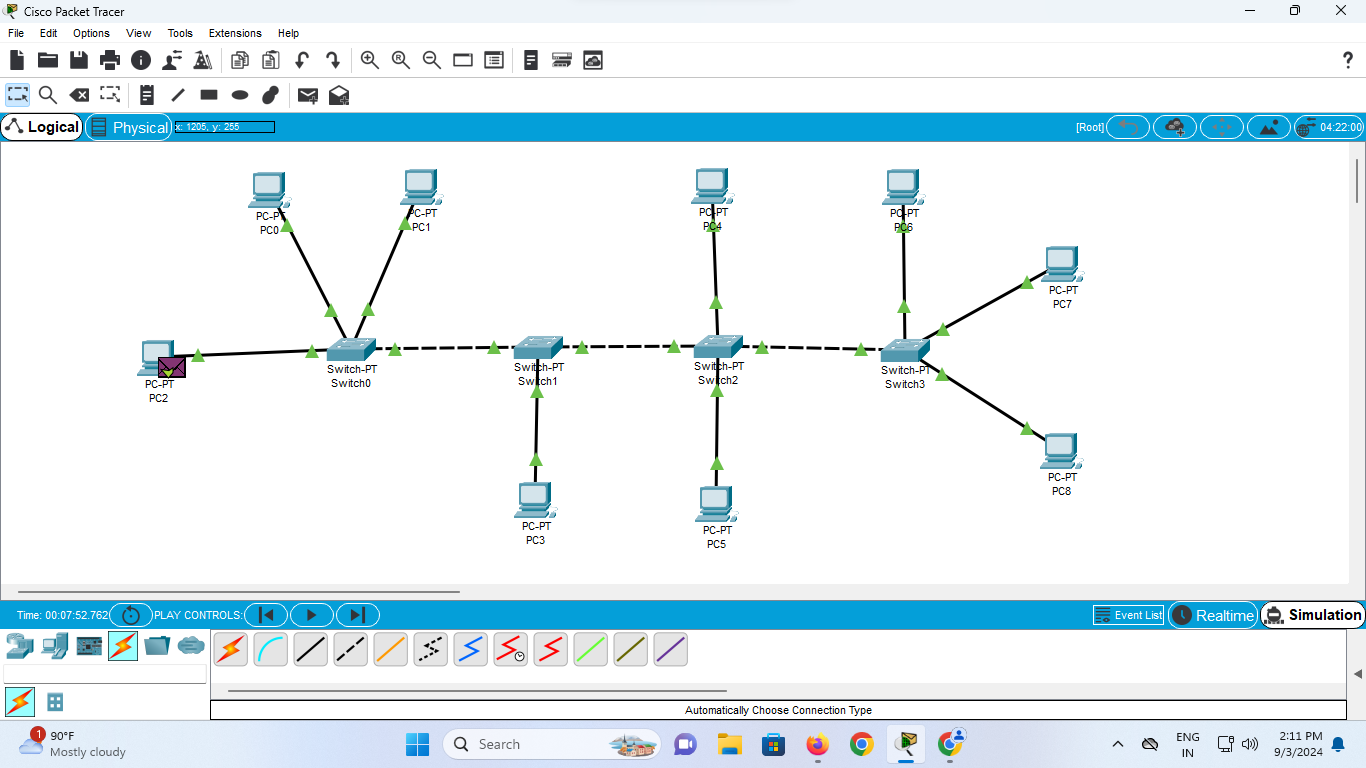 Cisco Packet Tracer
File Edit Options View Tools Extensions Help
Logical Physical x: 1205, y: 255 [Root] 04:22:00
PC-PT
PC0
PC-PT
PC1
PC-PT
PC4
PC-PT
PC6
PC-PT
PC7
PC-PT
PC2
Switch-PT
Switch0
Switch-PT
Switch1
Switch-PT
Switch2
Switch-PT
Switch3
PC-PT
PC3
PC-PT
PC5
PC-PT
PC8
Time: 00:07:52.762 PLAY CONTROLS: Event List Realtime Simulation
Automatically Choose Connection Type
1
90°F
Mostly cloudy
Search
ENG
IN
2:11 PM
9/3/2024